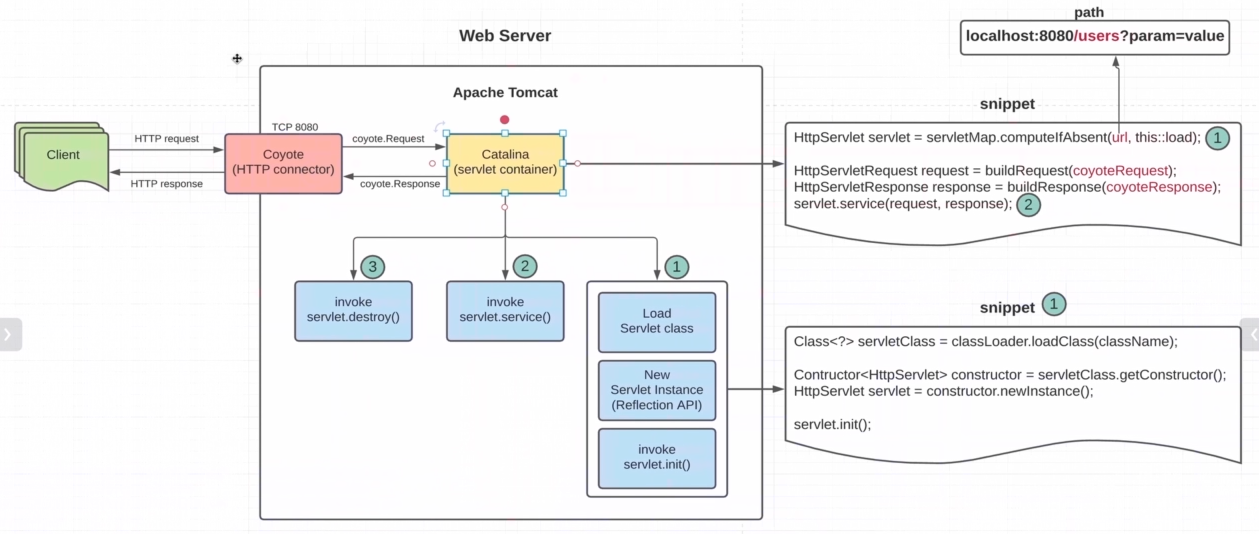 path
localhost:8080/users?param=value
Web Server
Apache Tomcat
snippet
TCP 8080
HTTP request
coyote.Request
Client
Coyote
(HTTP connector)
Catalina
(servlet container)
HTTP response
coyote.Response
HttpServlet servlet = servletMap.computeIfAbsent(url, this::load); 1
HttpServletRequest request = buildRequest(coyoteRequest);
HttpServletResponse response = buildResponse(coyoteResponse);
servlet.service(request, response); 2
3
invoke
servlet.destroy()
2
invoke
servlet.service()
1
Load
Servlet class
New
Servlet Instance
(Reflection API)
invoke
servlet.init()
snippet 1
Class<?> servletClass = classLoader.loadClass(className);
Contructor<HttpServlet> constructor = servletClass.getConstructor();
HttpServlet servlet = constructor.newInstance();
servlet.init();